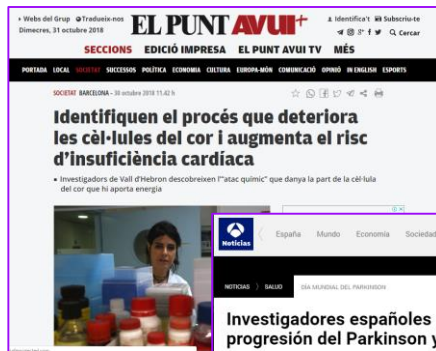 Webs del Grup Tradueix-nos
Dimecres, 31 octubre 2018
EL PUNT AVUI+
Identifica't Subscriu-te
Cercar
SECCIONS EDICIÓ IMPRESA EL PUNT AVUI TV MÉS
PORTADA LOCAL SOCIETAT SUCCESSOS POLÍTICA ECONOMIA CULTURA EUROPA-MÓN COMUNICACIÓ OPINIÓ IN ENGLISH ESPORTS
SOCIETAT BARCELONA - 30 octubre 2018 11.42 h
Identifiquen el procés que deteriora
les cèl·lules del cor i augmenta el risc
d'insuficiència cardíaca
Investigadors de Vall d'Hebron descobreixen l'"atac químic" que danya la part de la cèl·lula
del cor que hi aporta energia
Noticias
España Mundo Economía Sociedad
NOTICIAS > SALUD DÍA MUNDIAL DEL PARKINSON
Investigadores españoles
progresión del Parkinson y